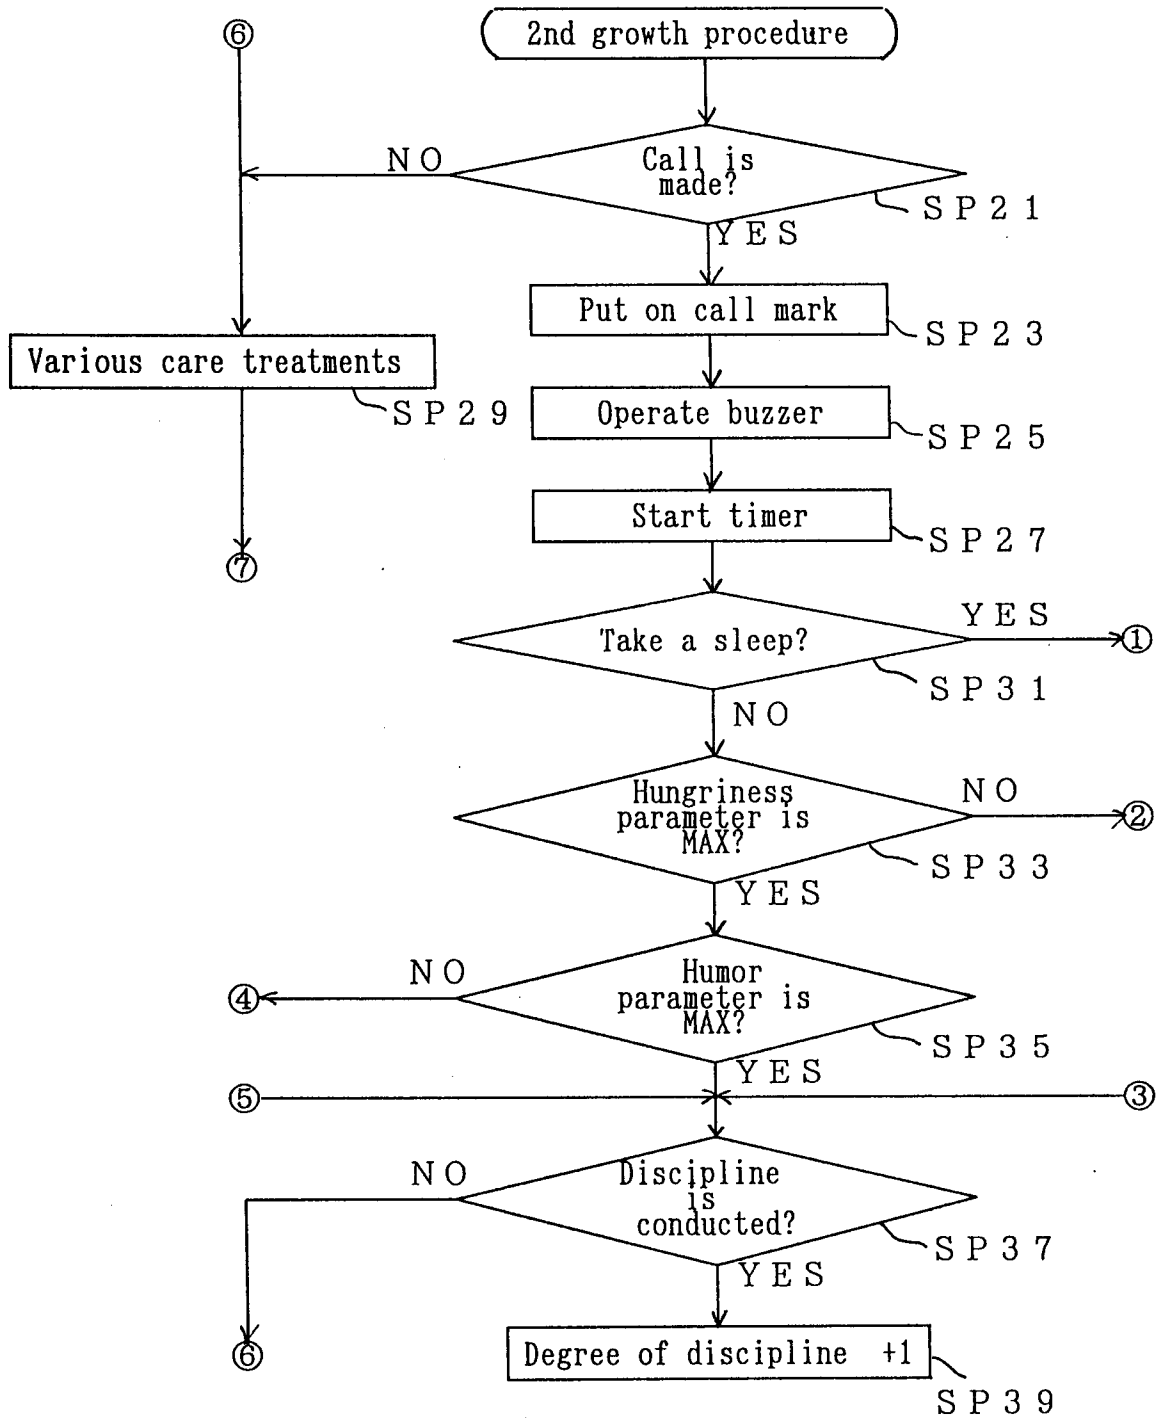 ⑥
2nd growth procedure
NO
Call is
made?
SP21
YES
Put on call mark
SP23
Various care treatments
SP29
Operate buzzer
SP25
Start timer
SP27
⑦
YES
Take a sleep?
①
SP31
NO
Hungriness
parameter is
MAX?
NO
②
SP33
YES
NO
Humor
parameter is
MAX?
④
SP35
YES
⑤
③
NO
Discipline
is
conducted?
SP37
YES
⑥
Degree of discipline +1
SP39